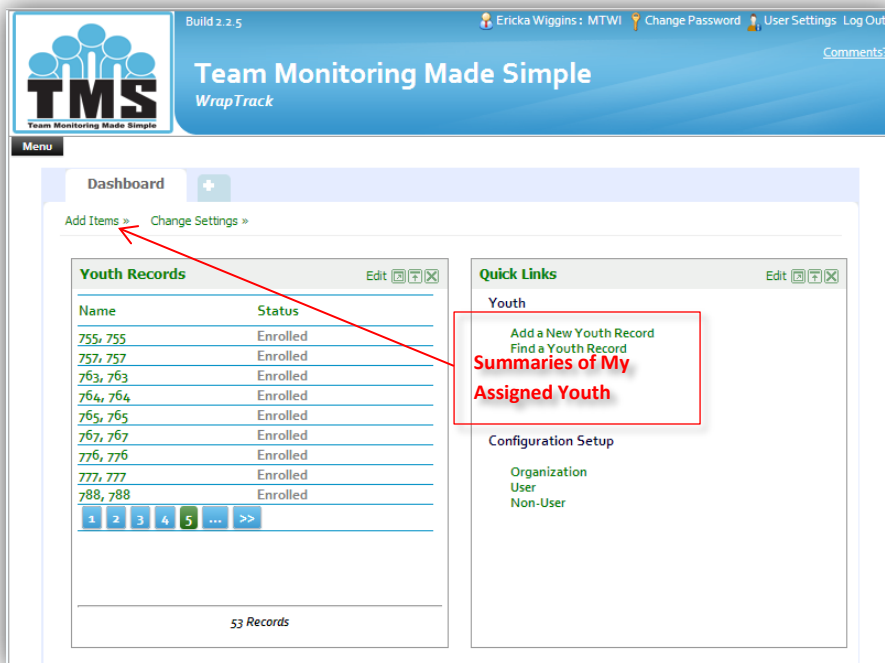 Build 2.2.5
Ericka Wiggins : MTWI Change Password User Settings Log Out
Comments?
TMS
Team Monitoring Made Simple
Team Monitoring Made Simple
WrapTrack
Menu
Dashboard
Add Items » Change Settings »
Youth Records Edit
Name Status
755, 755 Enrolled
757, 757 Enrolled
763, 763 Enrolled
764, 764 Enrolled
765, 765 Enrolled
767, 767 Enrolled
776, 776 Enrolled
777, 777 Enrolled
788, 788 Enrolled
1 2 3 4 5 ... >>
53 Records
Quick Links Edit
Youth
Add a New Youth Record
Find a Youth Record
Summaries of My
Assigned Youth
Configuration Setup
Organization
User
Non-User